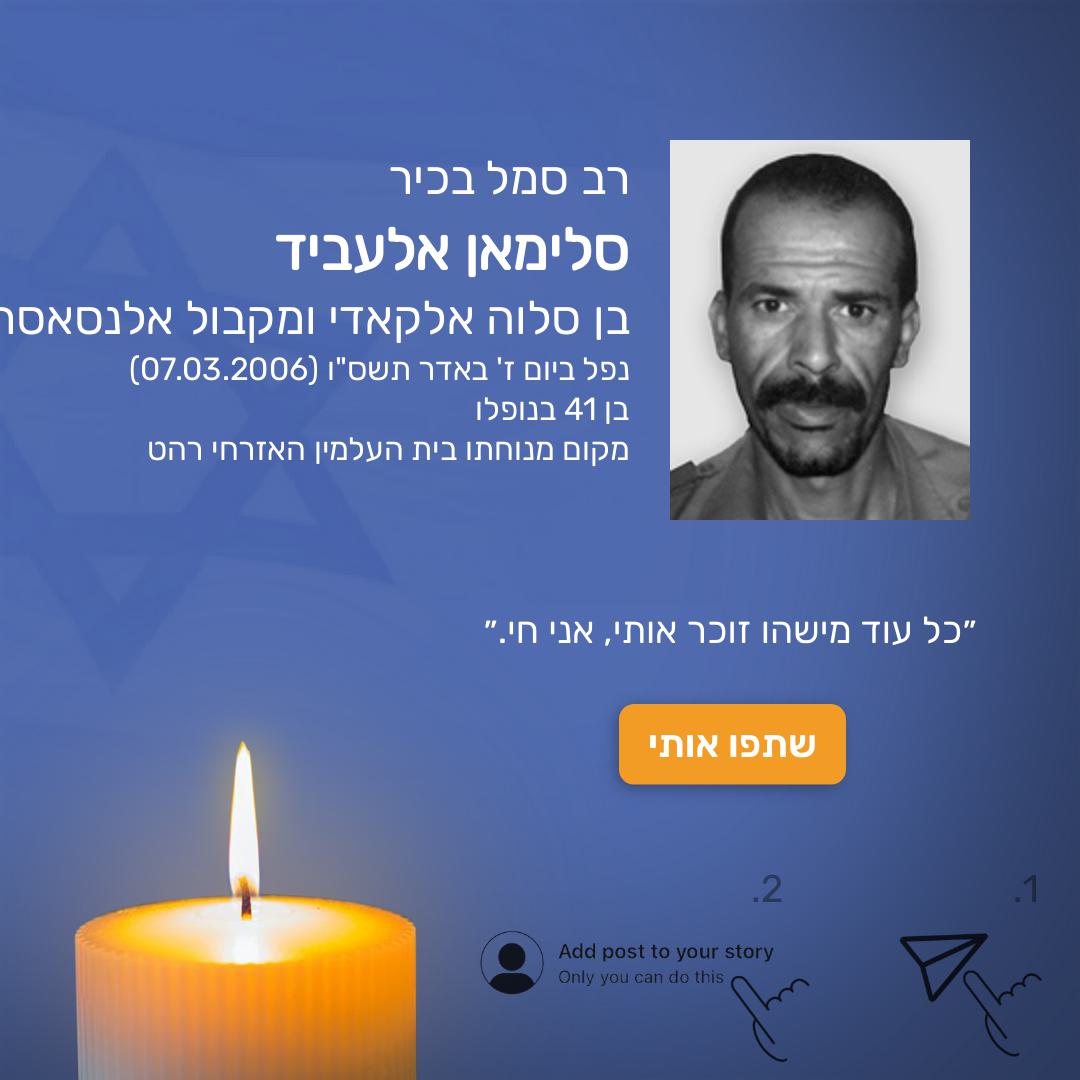 רב סמל בכיר
סלימאן אלעביד
בן סלוה אלקאדי ומקבול אלנסאסרה
נפל ביום ז' באדר תשס"ו (07.03.2006)
בן 41 בנופלו
מקום מנוחתו בית העלמין האזרחי רהט
״כל עוד מישהו זוכר אותי, אני חי.״
שתפו אותי
.1
.2
Add post to your story
Only you can do this